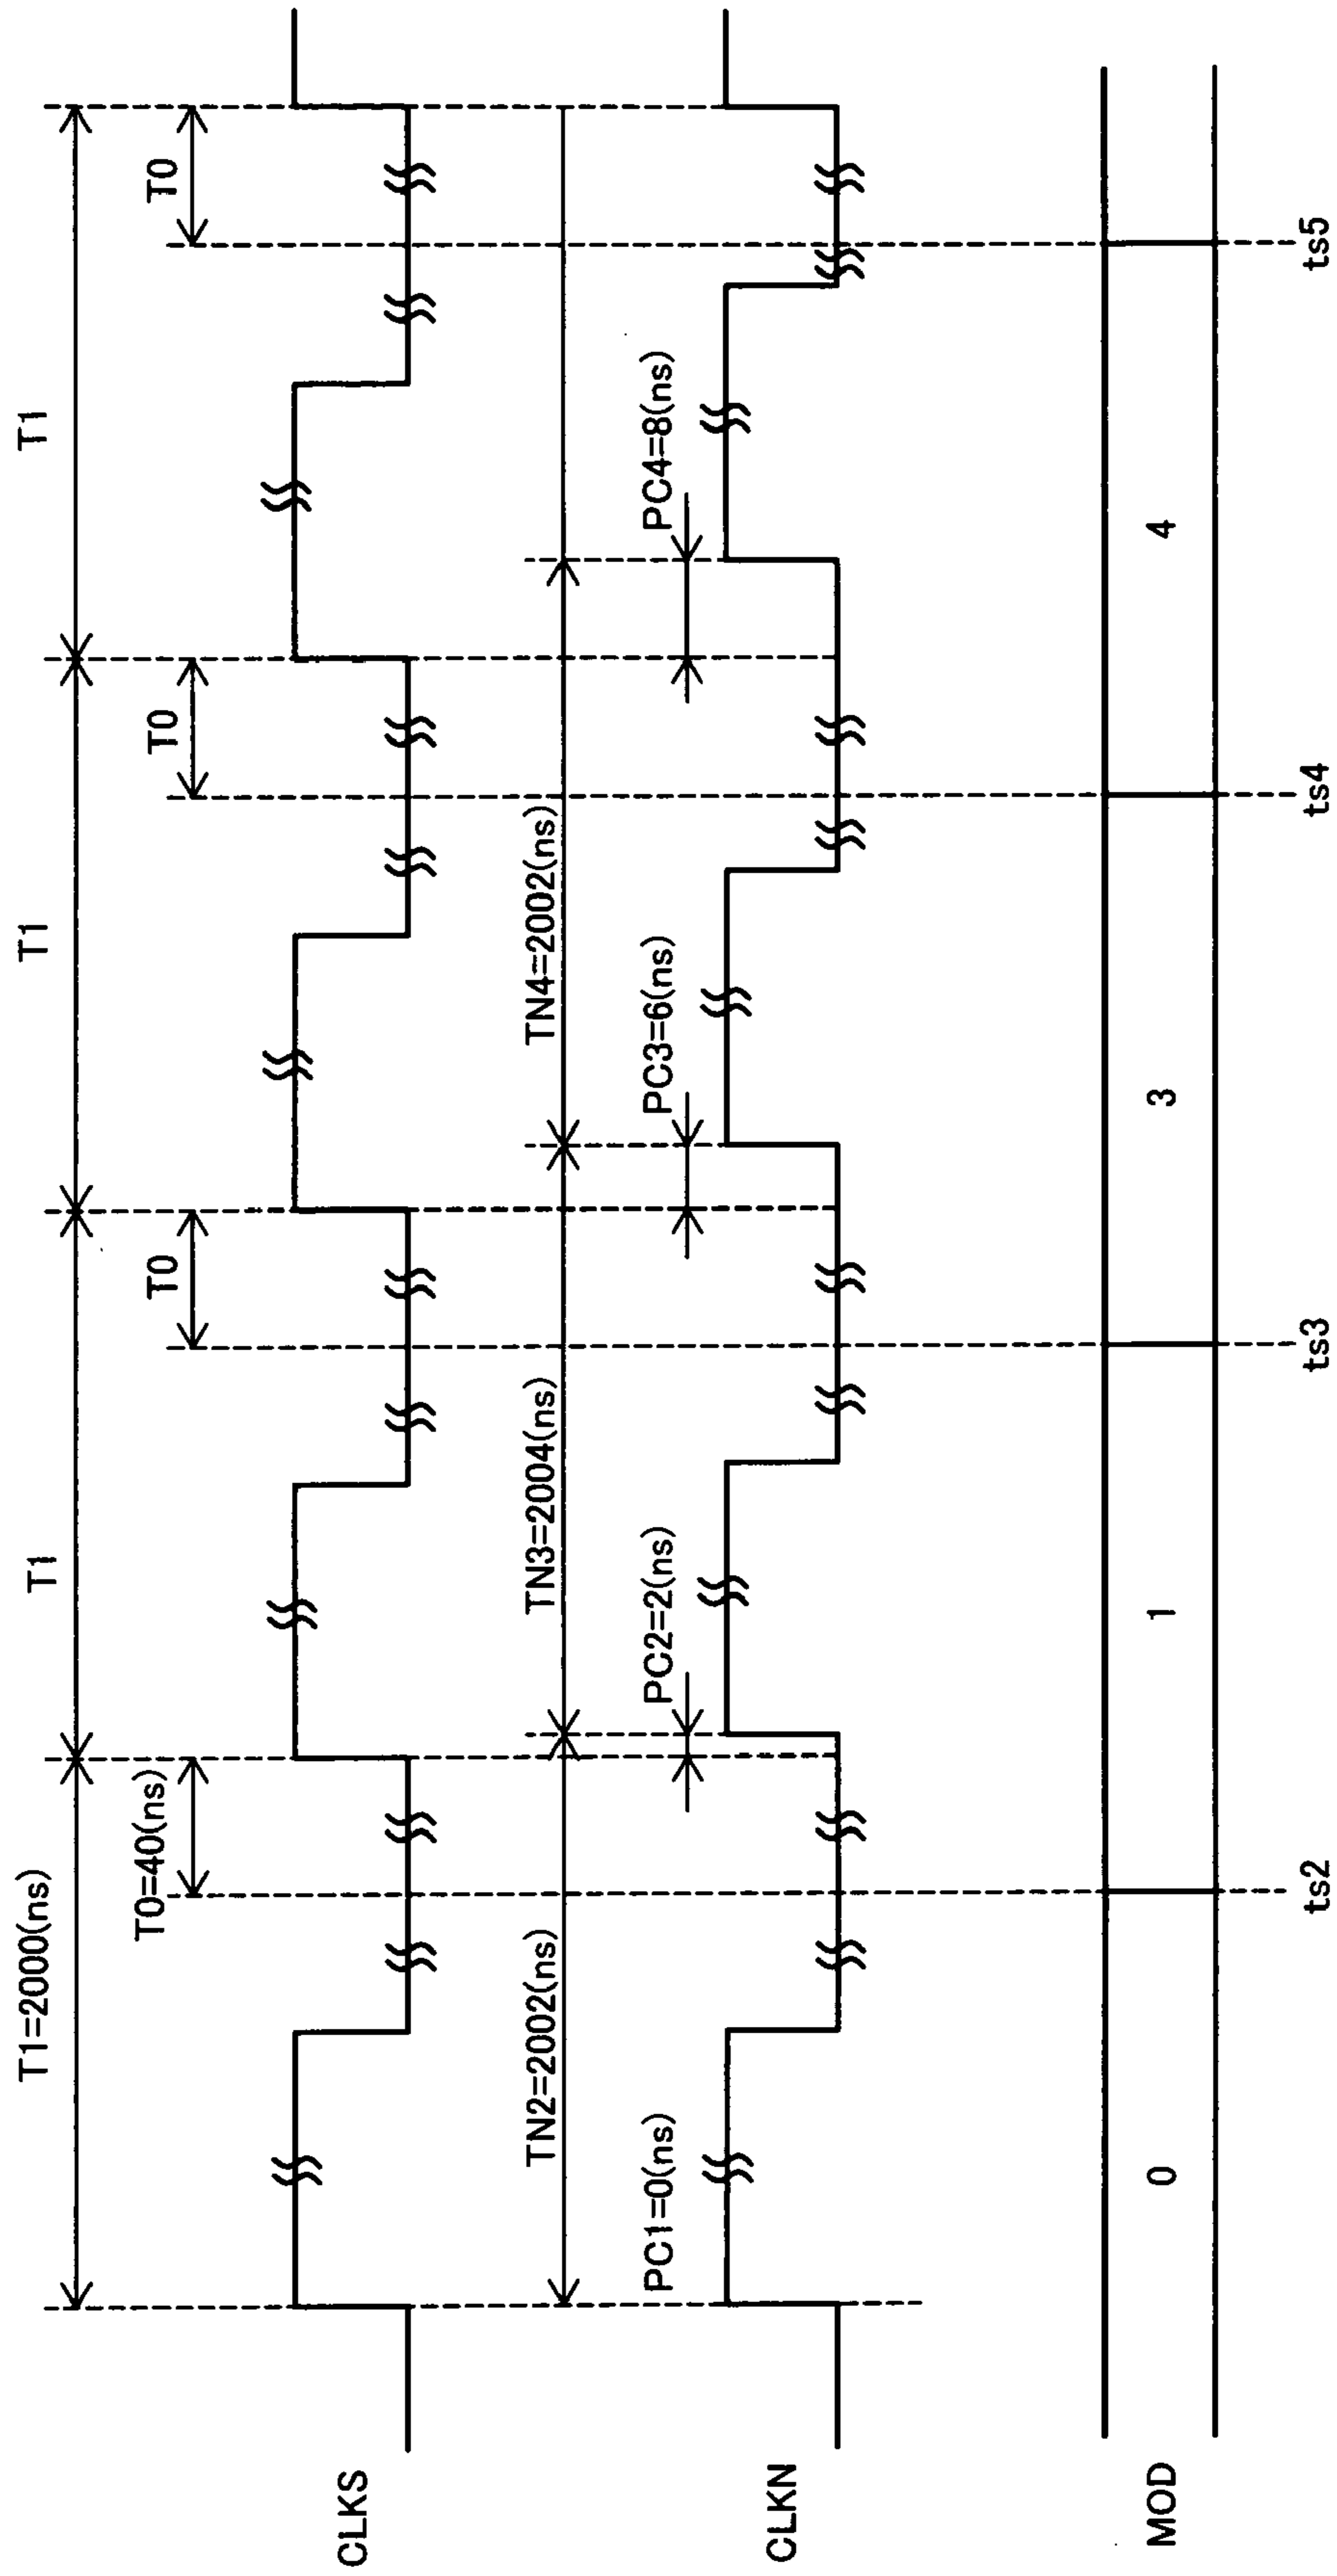 T1=2000(ns)
T1
T1
T1
T0=40(ns)
T0
T0
T0
CLKS
TN2=2002(ns)
TN3=2004(ns)
TN4=2002(ns)
PC1=0(ns)
PC2=2(ns)
PC3=6(ns)
PC4=8(ns)
CLKN
MOD
0
1
3
4
ts2
ts3
ts4
ts5